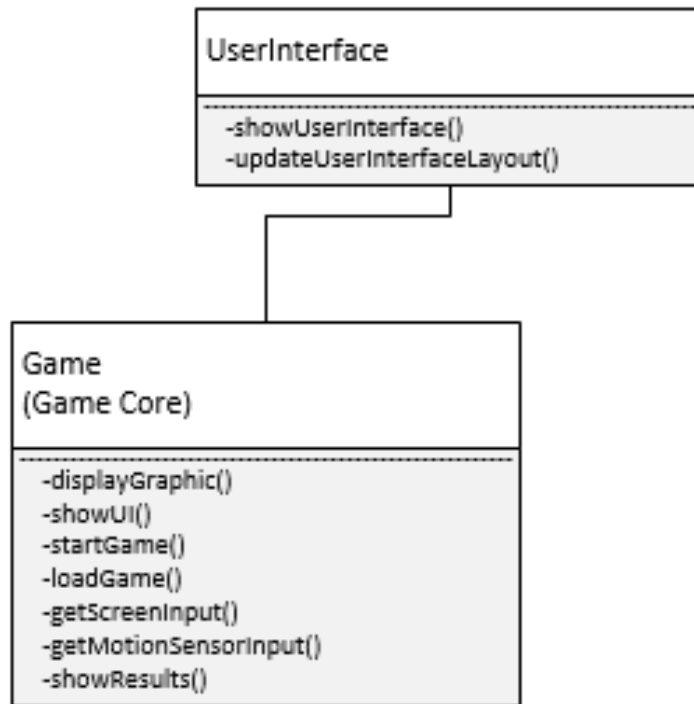 UserInterface
-showUserInterface()
-updateUserInterfaceLayout()
Game
(Game Core)
-displayGraphic()
-showUI()
-startGame()
-loadGame()
-getScreenInput()
-getMotionSensorInput()
-showResults()